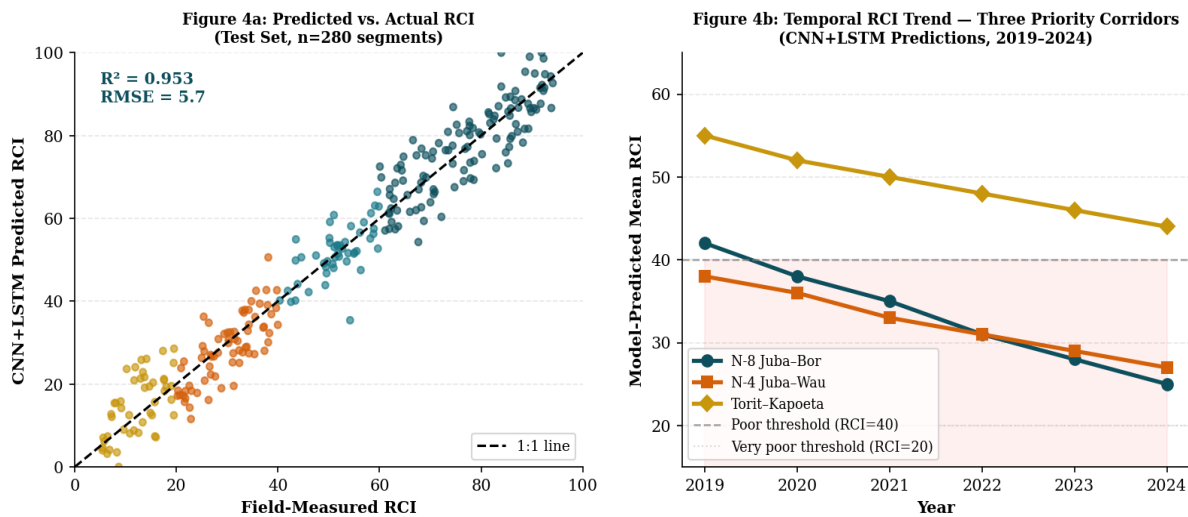 Figure 4a: Predicted vs. Actual RCI
(Test Set, n=280 segments)
R² = 0.953
RMSE = 5.7
CNN+LSTM Predicted RCI
100
80
60
40
20
0
1:1 line
0 20 40 60 80 100
Field-Measured RCI
Figure 4b: Temporal RCI Trend — Three Priority Corridors
(CNN+LSTM Predictions, 2019–2024)
Model-Predicted Mean RCI
60
50
40
30
20
N-8 Juba–Bor
N-4 Juba–Wau
Torit–Kapoeta
Poor threshold (RCI=40)
Very poor threshold (RCI=20)
2019 2020 2021 2022 2023 2024
Year